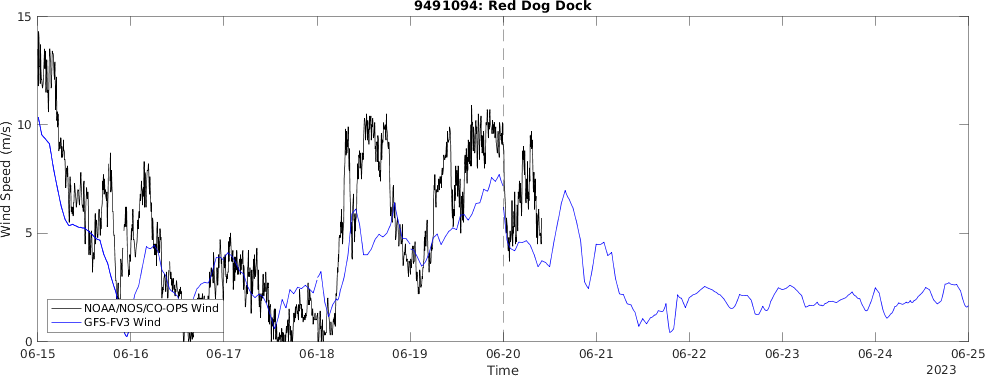 9491094: Red Dog Dock
15
10
5
0
Wind Speed (m/s)
NOAA/NOS/CO-OPS Wind
GFS-FV3 Wind
06-15 06-16 06-17 06-18 06-19 06-20 06-21 06-22 06-23 06-24 06-25
Time
2023